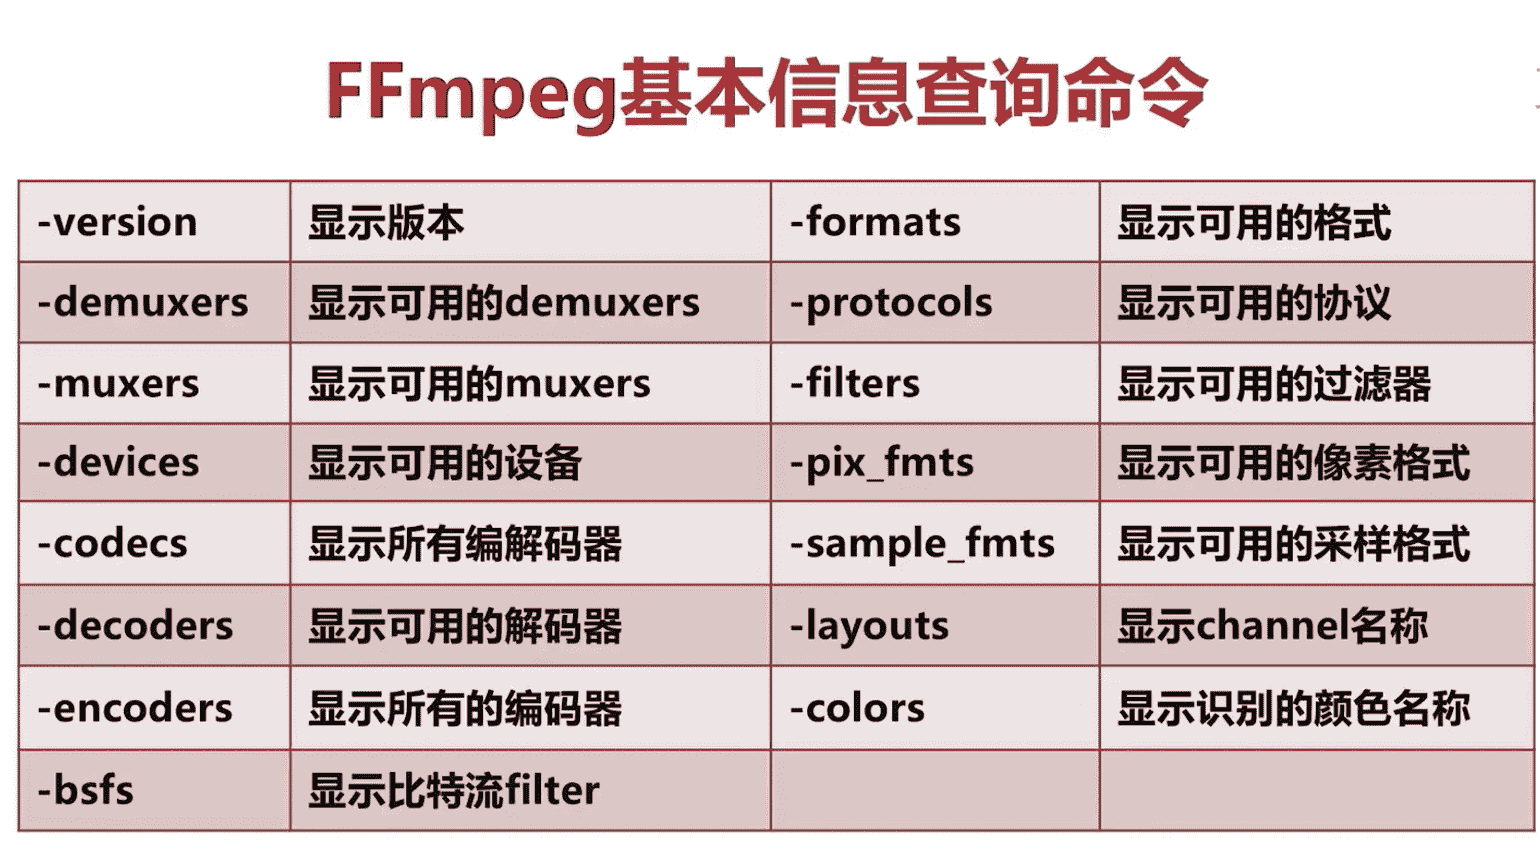 FFmpeg基本信息查询命令
-version 显示版本 -formats 显示可用的格式
-demuxers 显示可用的demuxers -protocols 显示可用的协议
-muxers 显示可用的muxers -filters 显示可用的过滤器
-devices 显示可用的设备 -pix_fmts 显示可用的像素格式
-codecs 显示所有编解码器 -sample_fmts 显示可用的采样格式
-decoders 显示可用的解码器 -layouts 显示channel名称
-encoders 显示所有的编码器 -colors 显示识别的颜色名称
-bsfs 显示比特流filter